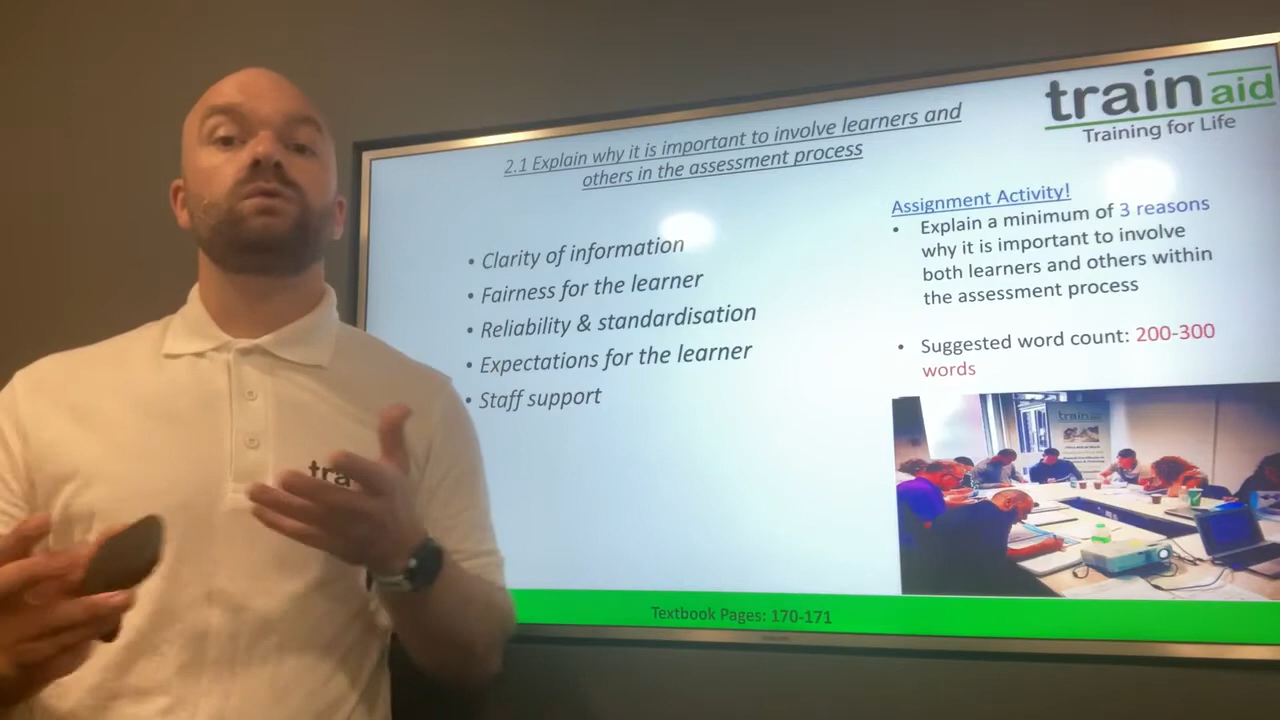 2.1 Explain why it is important to involve learners and
others in the assessment process
train aid
Training for Life
• Clarity of information
• Fairness for the learner
• Reliability & standardisation
• Expectations for the learner
• Staff support
Assignment Activity!
• Explain a minimum of 3 reasons
why it is important to involve
both learners and others within
the assessment process
• Suggested word count: 200-300
words
train aid
tra
Textbook Pages: 170-171